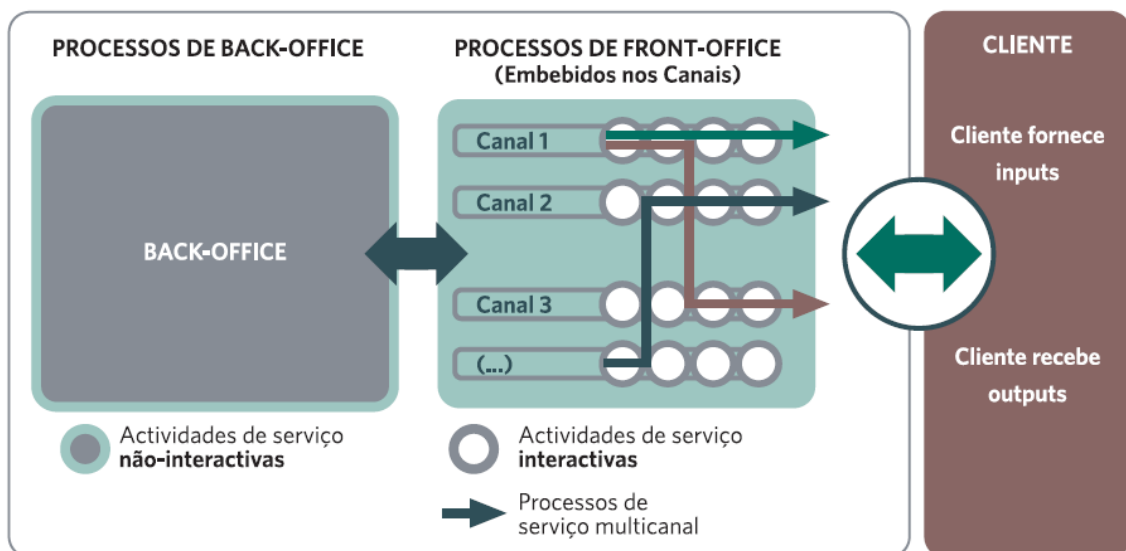 PROCESSOS DE BACK-OFFICE
BACK-OFFICE
Actividades de serviço
não-interactivas
PROCESSOS DE FRONT-OFFICE
(Embebidos nos Canais)
Canal 1
Canal 2
Canal 3
(...)
Actividades de serviço
interactivas
Processos de
serviço multicanal
CLIENTE
Cliente fornece
inputs
Cliente recebe
outputs